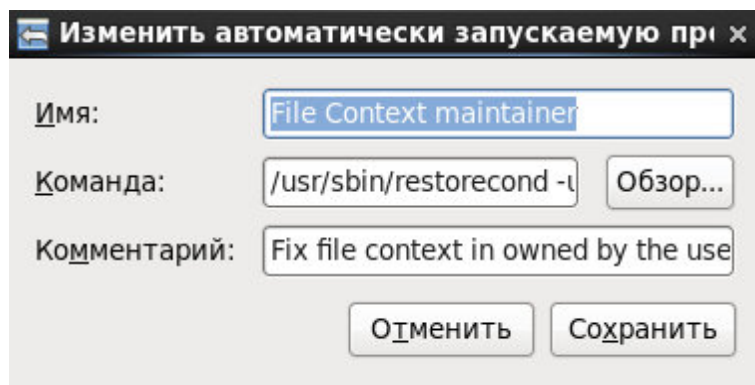 Изменить автоматически запускаемую про
Имя: File Context maintainer
Команда: /usr/sbin/restorecond -u Обзор...
Комментарий: Fix file context in owned by the use
Отменить Сохранить